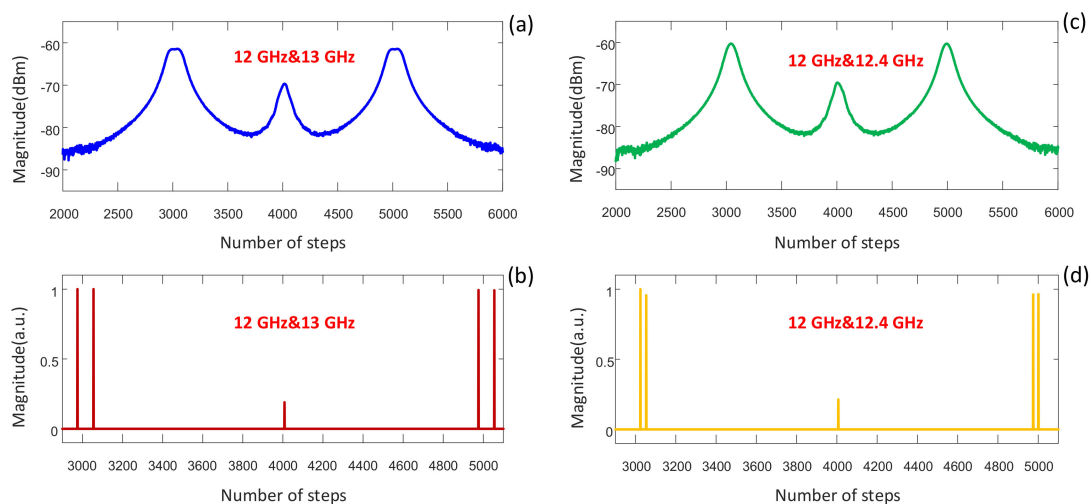 (a)
-60
-70
-80
-90
Magnitude(dBm)
12 GHz&13 GHz
2000 2500 3000 3500 4000 4500 5000 5500 6000
Number of steps
(c)
-60
-70
-80
-90
Magnitude(dBm)
12 GHz&12.4 GHz
2000 2500 3000 3500 4000 4500 5000 5500 6000
Number of steps
(b)
1
0.5
0
Magnitude(a.u.)
12 GHz&13 GHz
3000 3200 3400 3600 3800 4000 4200 4400 4600 4800 5000
Number of steps
(d)
1
0.5
0
Magnitude(a.u.)
12 GHz&12.4 GHz
3000 3200 3400 3600 3800 4000 4200 4400 4600 4800 5000
Number of steps